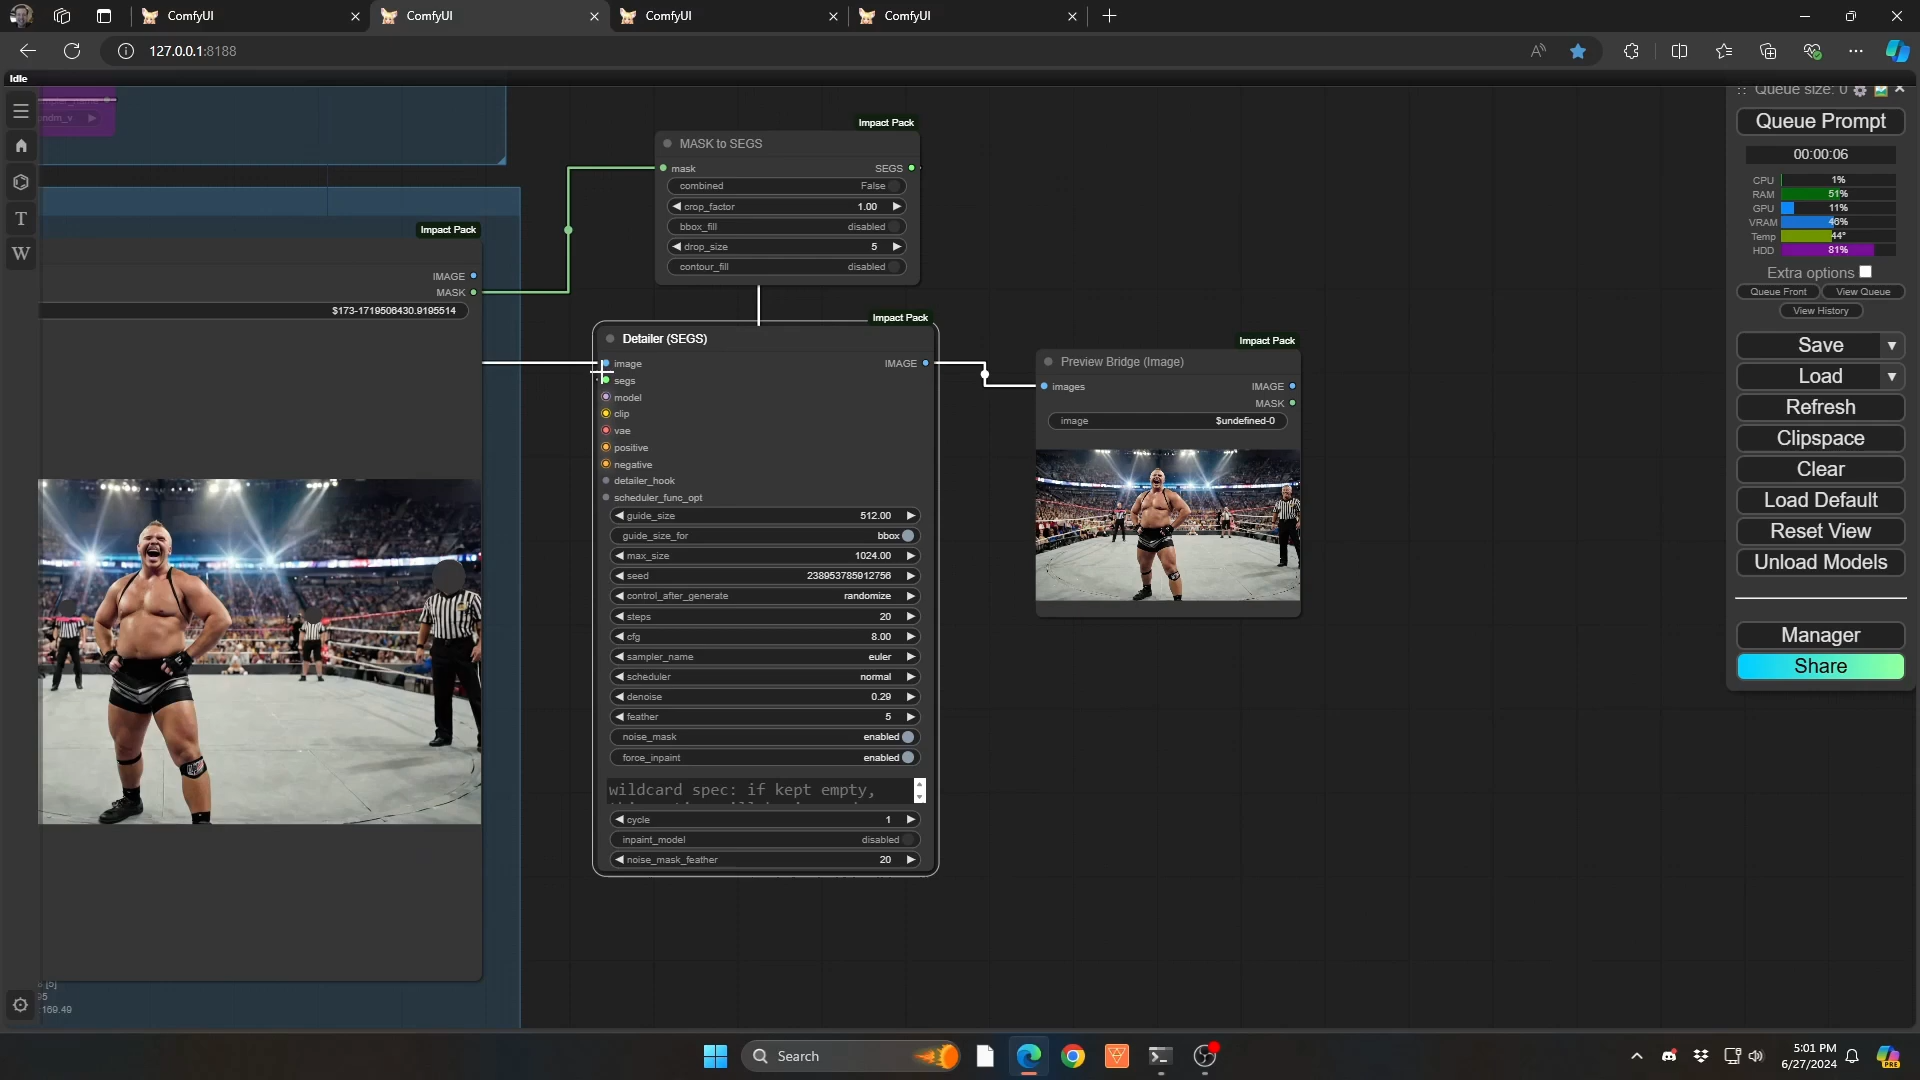 ComfyUI
ComfyUI
ComfyUI
ComfyUI
127.0.0.1:8188
Idle
Queue size: 0
Queue Prompt
00:00:06
CPU 1%
RAM 51%
GPU 11%
VRAM 46%
Temp 44°
HDD 81%
Extra options
Queue Front
View Queue
View History
Save
Load
Refresh
Clipspace
Clear
Load Default
Reset View
Unload Models
Manager
Share
T
W
ndm_v
Impact Pack
IMAGE
MASK
$173-1719506430.9195514
Impact Pack
MASK to SEGS
mask SEGS
combined False
crop_factor 1.00
bbox_fill disabled
drop_size 5
contour_fill disabled
Impact Pack
Detailer (SEGS)
image IMAGE
segs
model
clip
vae
positive
negative
detailer_hook
scheduler_func_opt
guide_size 512.00
guide_size_for bbox
max_size 1024.00
seed 238953785912756
control_after_generate randomize
steps 20
cfg 8.00
sampler_name euler
scheduler normal
denoise 0.29
feather 5
noise_mask enabled
force_inpaint enabled
wildcard spec: if kept empty,
cycle 1
inpaint_model disabled
noise_mask_feather 20
Impact Pack
Preview Bridge (Image)
images IMAGE
MASK
image $undefined-0
[5]
95
:169.49
Search
5:01 PM
6/27/2024
PRE